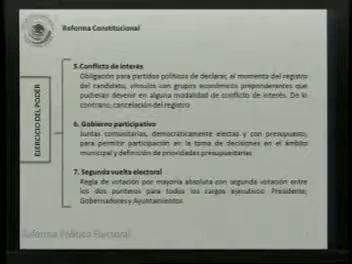 Reforma Constitucional
5.Conflicto de interés
Obligación para partidos políticos de declarar, al momento del registro
del candidato, vínculos con grupos económicos preponderantes que
pudieran devenir en alguna modalidad de conflicto de interés. De lo
contrario, cancelación del registro
6. Gobierno participativo
Juntas comunitarias, democráticamente electas y con presupuesto,
para permitir participación en la toma de decisiones en el ámbito
municipal y definición de prioridades presupuestarias.
7. Segunda vuelta electoral
Regla de votación por mayoría absoluta con segunda votación entre
los dos punteros para todos los cargos ejecutivos: Presidente,
Gobernadores y Ayuntamientos.
EJERCICIO DEL PODER
Reforma Política Electoral